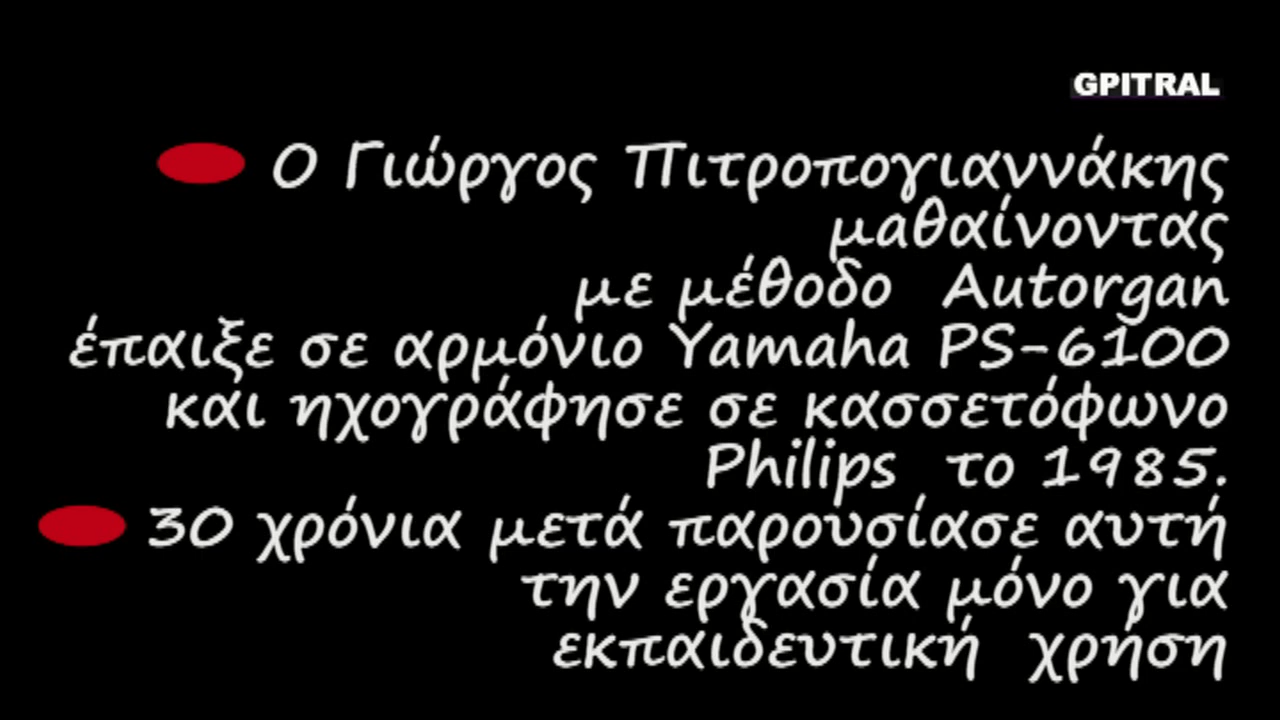 GPITRAL
Ο Γιώργος Πιτροπογιαννάκης
μαθαίνοντας
με μέθοδο Autorgan
έπαιξε σε αρμόνιο Yamaha PS-6100
και ηχογράφησε σε κασσετόφωνο
Philips το 1985.
30 χρόνια μετά παρουσίασε αυτή
την εργασία μόνο για
εκπαιδευτική χρήση